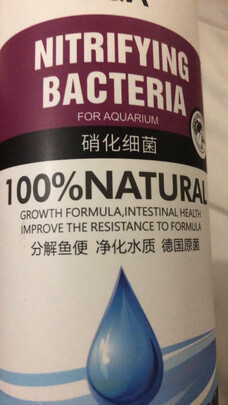 NITRIFYING
BACTERIA
FOR AQUARIUM
硝化细菌
100%NATURAL
GROWTH FORMULA,INTESTINAL HEALTH
IMPROVE THE RESISTANCE TO FORMULA
分解鱼便 净化水质 德国原菌